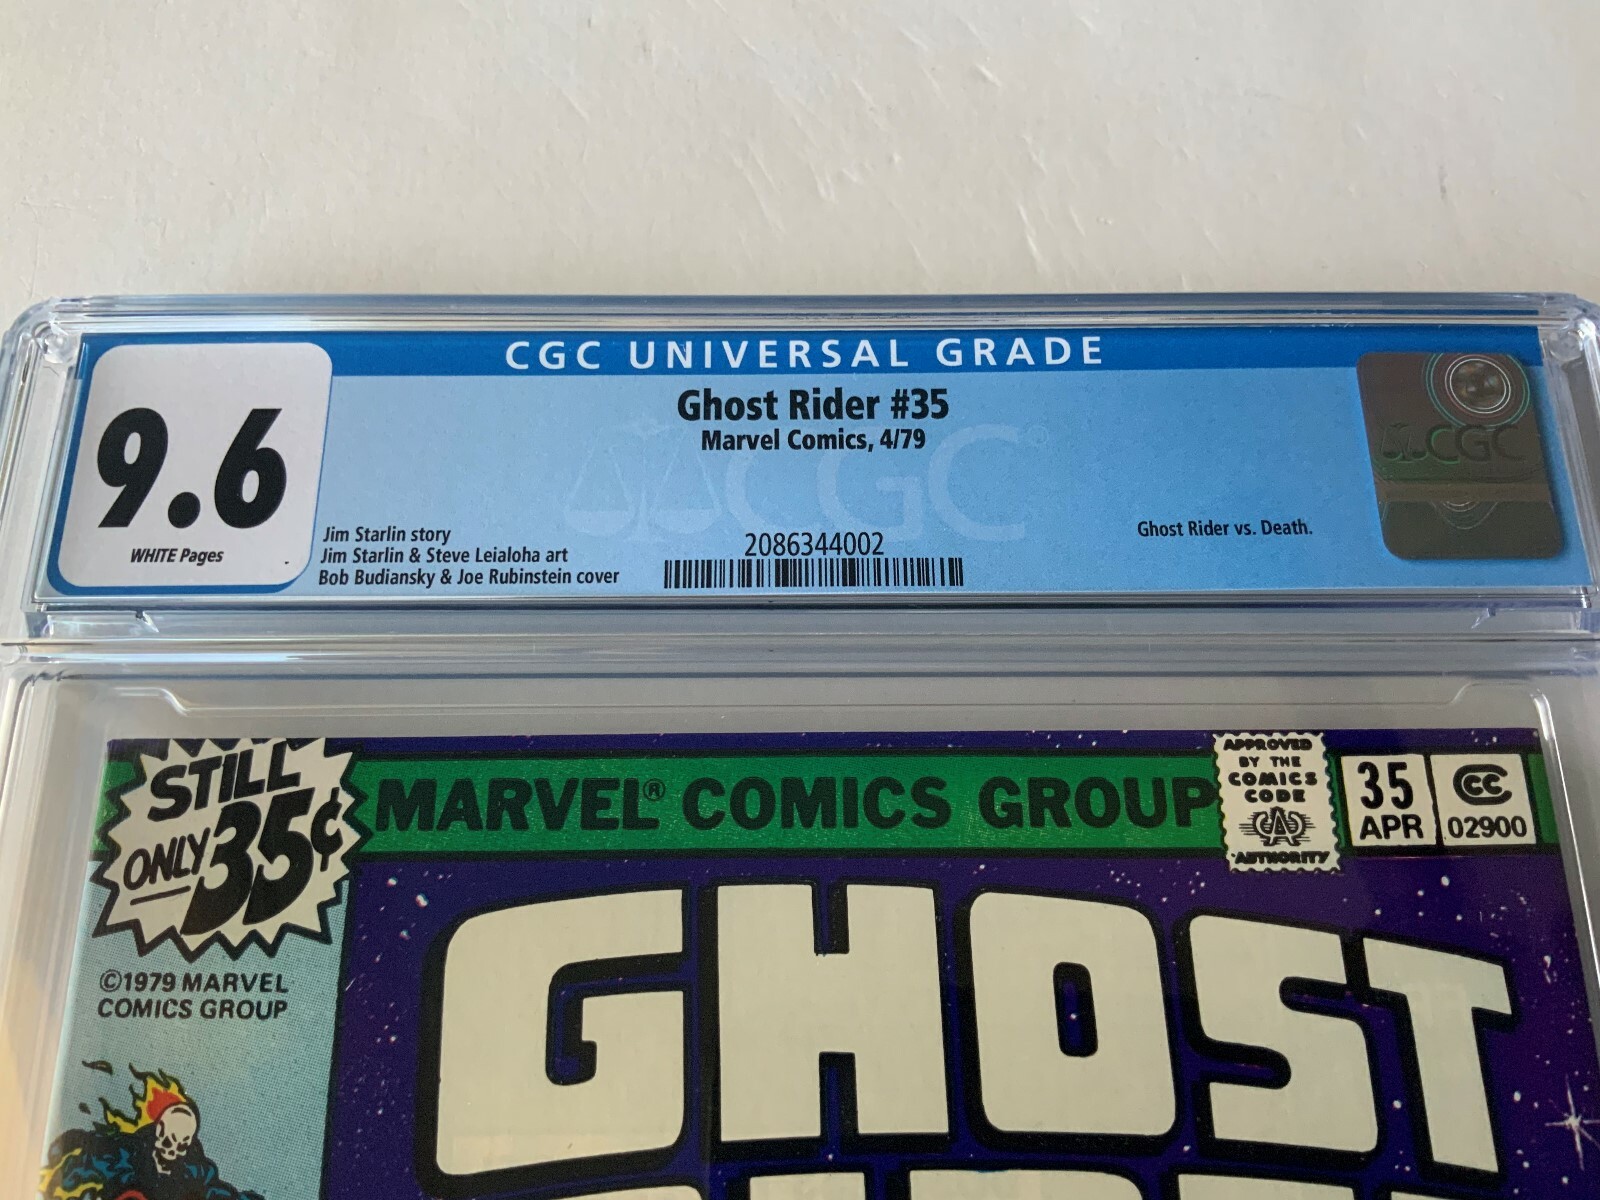 CGC UNIVERSAL GRADE
9.6
WHITE Pages
Ghost Rider #35
Marvel Comics, 4/79
CGC
Jim Starlin story
Jim Starlin & Steve Leialoha art
Bob Budiansky & Joe Rubinstein cover
2086344002
Ghost Rider vs. Death.
CGC
STILL
ONLY 35¢
MARVEL® COMICS GROUP
APPROVED
BY THE
COMICS
CODE
AUTHORITY
35
APR
CC
02900
©1979 MARVEL
COMICS GROUP
GHOST